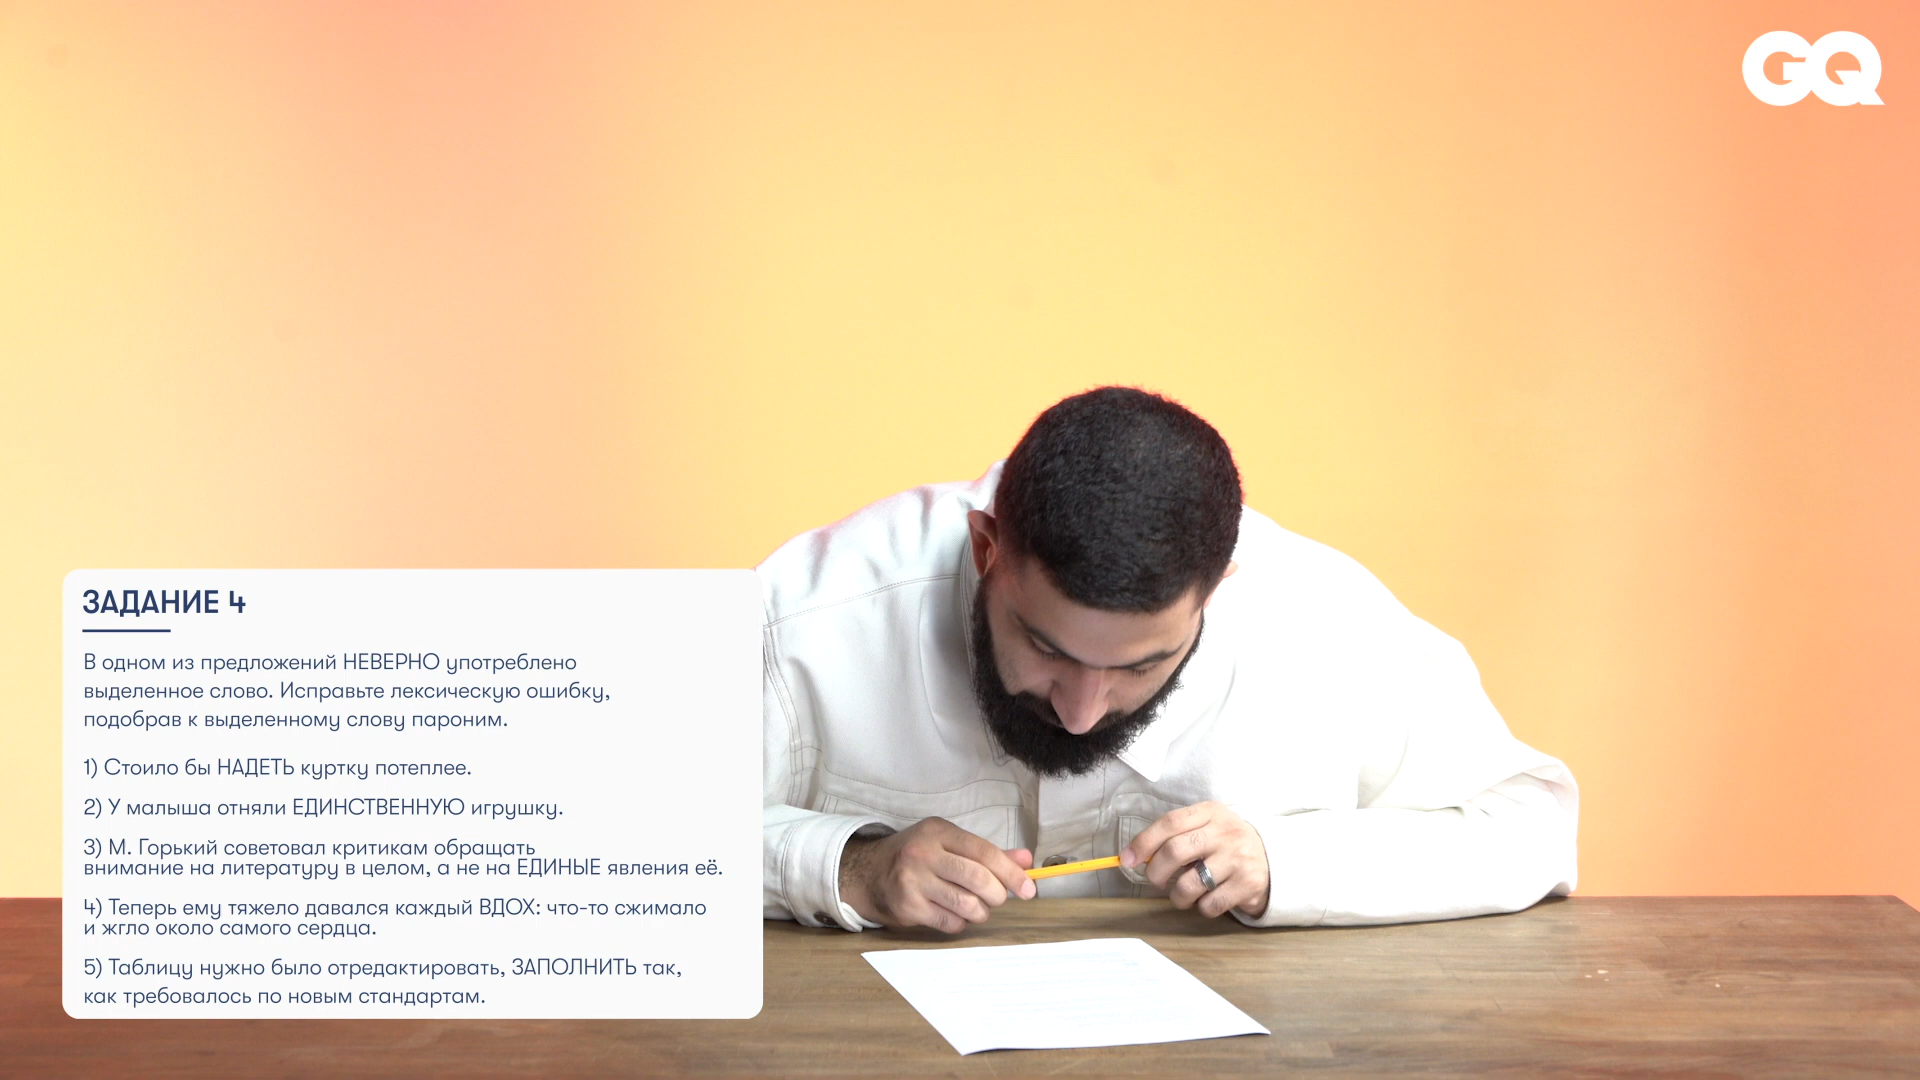 GQ
ЗАДАНИЕ 4
В одном из предложений НЕВЕРНО употреблено
выделенное слово. Исправьте лексическую ошибку,
подобрав к выделенному слову пароним.
1) Стоило бы НАДЕТЬ куртку потеплее.
2) У малыша отняли ЕДИНСТВЕННУЮ игрушку.
3) М. Горький советовал критикам обращать
внимание на литературу в целом, а не на ЕДИНЫЕ явления её.
4) Теперь ему тяжело давался каждый ВДОХ: что-то сжимало
и жгло около самого сердца.
5) Таблицу нужно было отредактировать, ЗАПОЛНИТЬ так,
как требовалось по новым стандартам.